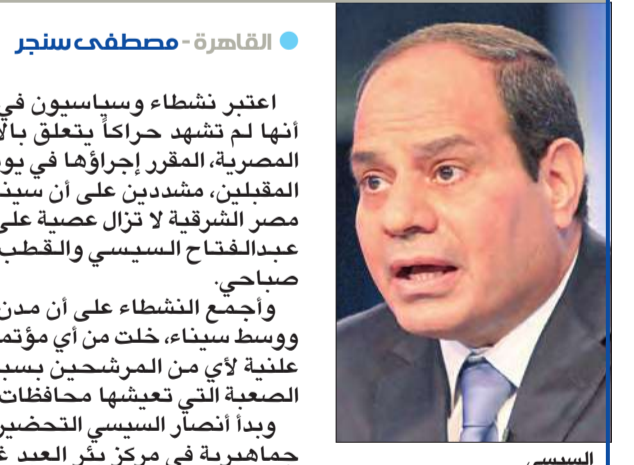 القاهرة - مصطفى سنجر
اعتبر نشطاء وسياسيون في
أنها لم تشهد حراكاً يتعلق بالا
المصرية، المقرر إجراؤها في يو
المقبلين، مشددين على أن سينا
مصر الشرقية لا تزال عصية على
عبدالفتاح السيسي والقطب
صباحي.
وأجمع النشطاء على أن مدن
ووسط سيناء، خلت من أي مؤتم
علنية لأي من المرشحين بسب
الصعبة التي تعيشها محافظات
وبدأ أنصار السيسي التحضير
جماهيرية في مركز بئر العبد غ
السيسي